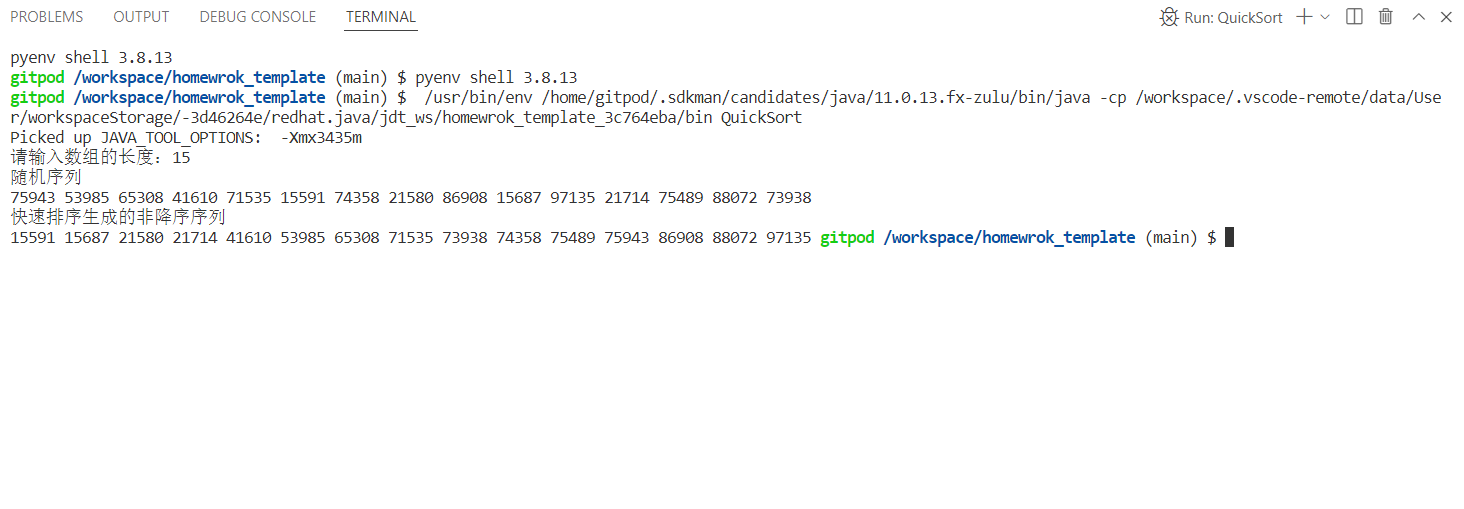 PROBLEMS OUTPUT DEBUG CONSOLE TERMINAL Run: QuickSort
pyenv shell 3.8.13
gitpod /workspace/homewrok_template (main) $ pyenv shell 3.8.13
gitpod /workspace/homewrok_template (main) $  /usr/bin/env /home/gitpod/.sdkman/candidates/java/11.0.13.fx-zulu/bin/java -cp /workspace/.vscode-remote/data/Use
r/workspaceStorage/-3d46264e/redhat.java/jdt_ws/homewrok_template_3c764eba/bin QuickSort
Picked up JAVA_TOOL_OPTIONS:  -Xmx3435m
请输入数组的长度：15
随机序列
75943 53985 65308 41610 71535 15591 74358 21580 86908 15687 97135 21714 75489 88072 73938
快速排序生成的非降序序列
15591 15687 21580 21714 41610 53985 65308 71535 73938 74358 75489 75943 86908 88072 97135 gitpod /workspace/homewrok_template (main) $